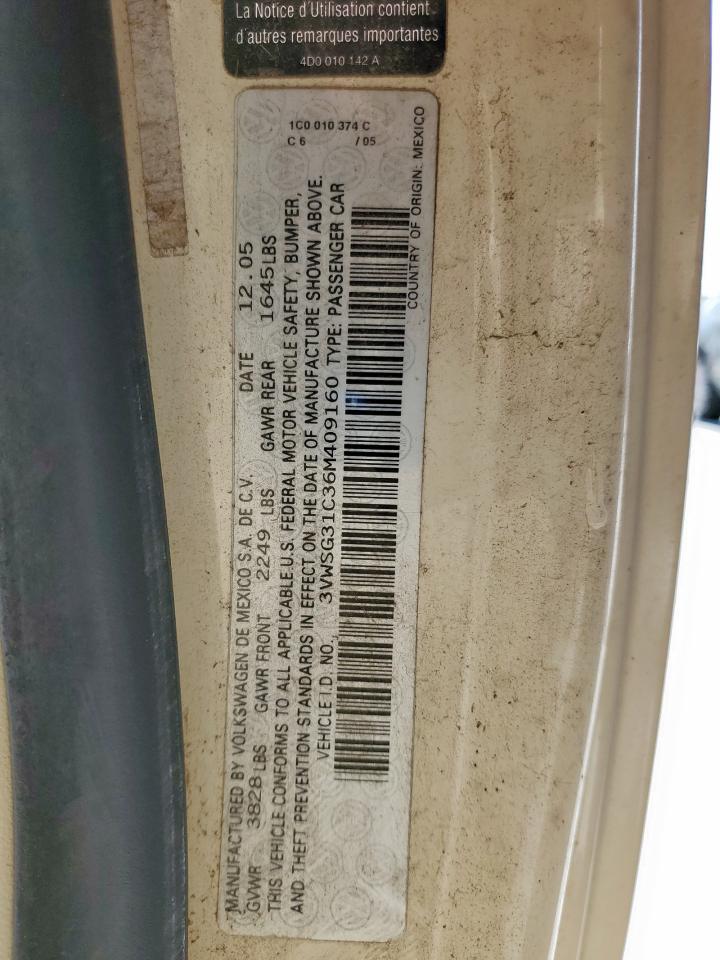 La Notice d'Utilisation contient
d'autres remarques importantes
4D0 010 142 A
1C0 010 374 C
C 6 / 05
MANUFACTURED BY VOLKSWAGEN DE MEXICO S.A. DE C.V. DATE 12.05
GVWR 3828 LBS GAWR FRONT 2249 LBS GAWR REAR 1645 LBS
THIS VEHICLE CONFORMS TO ALL APPLICABLE U.S. FEDERAL MOTOR VEHICLE SAFETY, BUMPER,
AND THEFT PREVENTION STANDARDS IN EFFECT ON THE DATE OF MANUFACTURE SHOWN ABOVE.
VEHICLE I.D. NO. 3VWSG31C36M409160 TYPE: PASSENGER CAR
COUNTRY OF ORIGIN: MEXICO